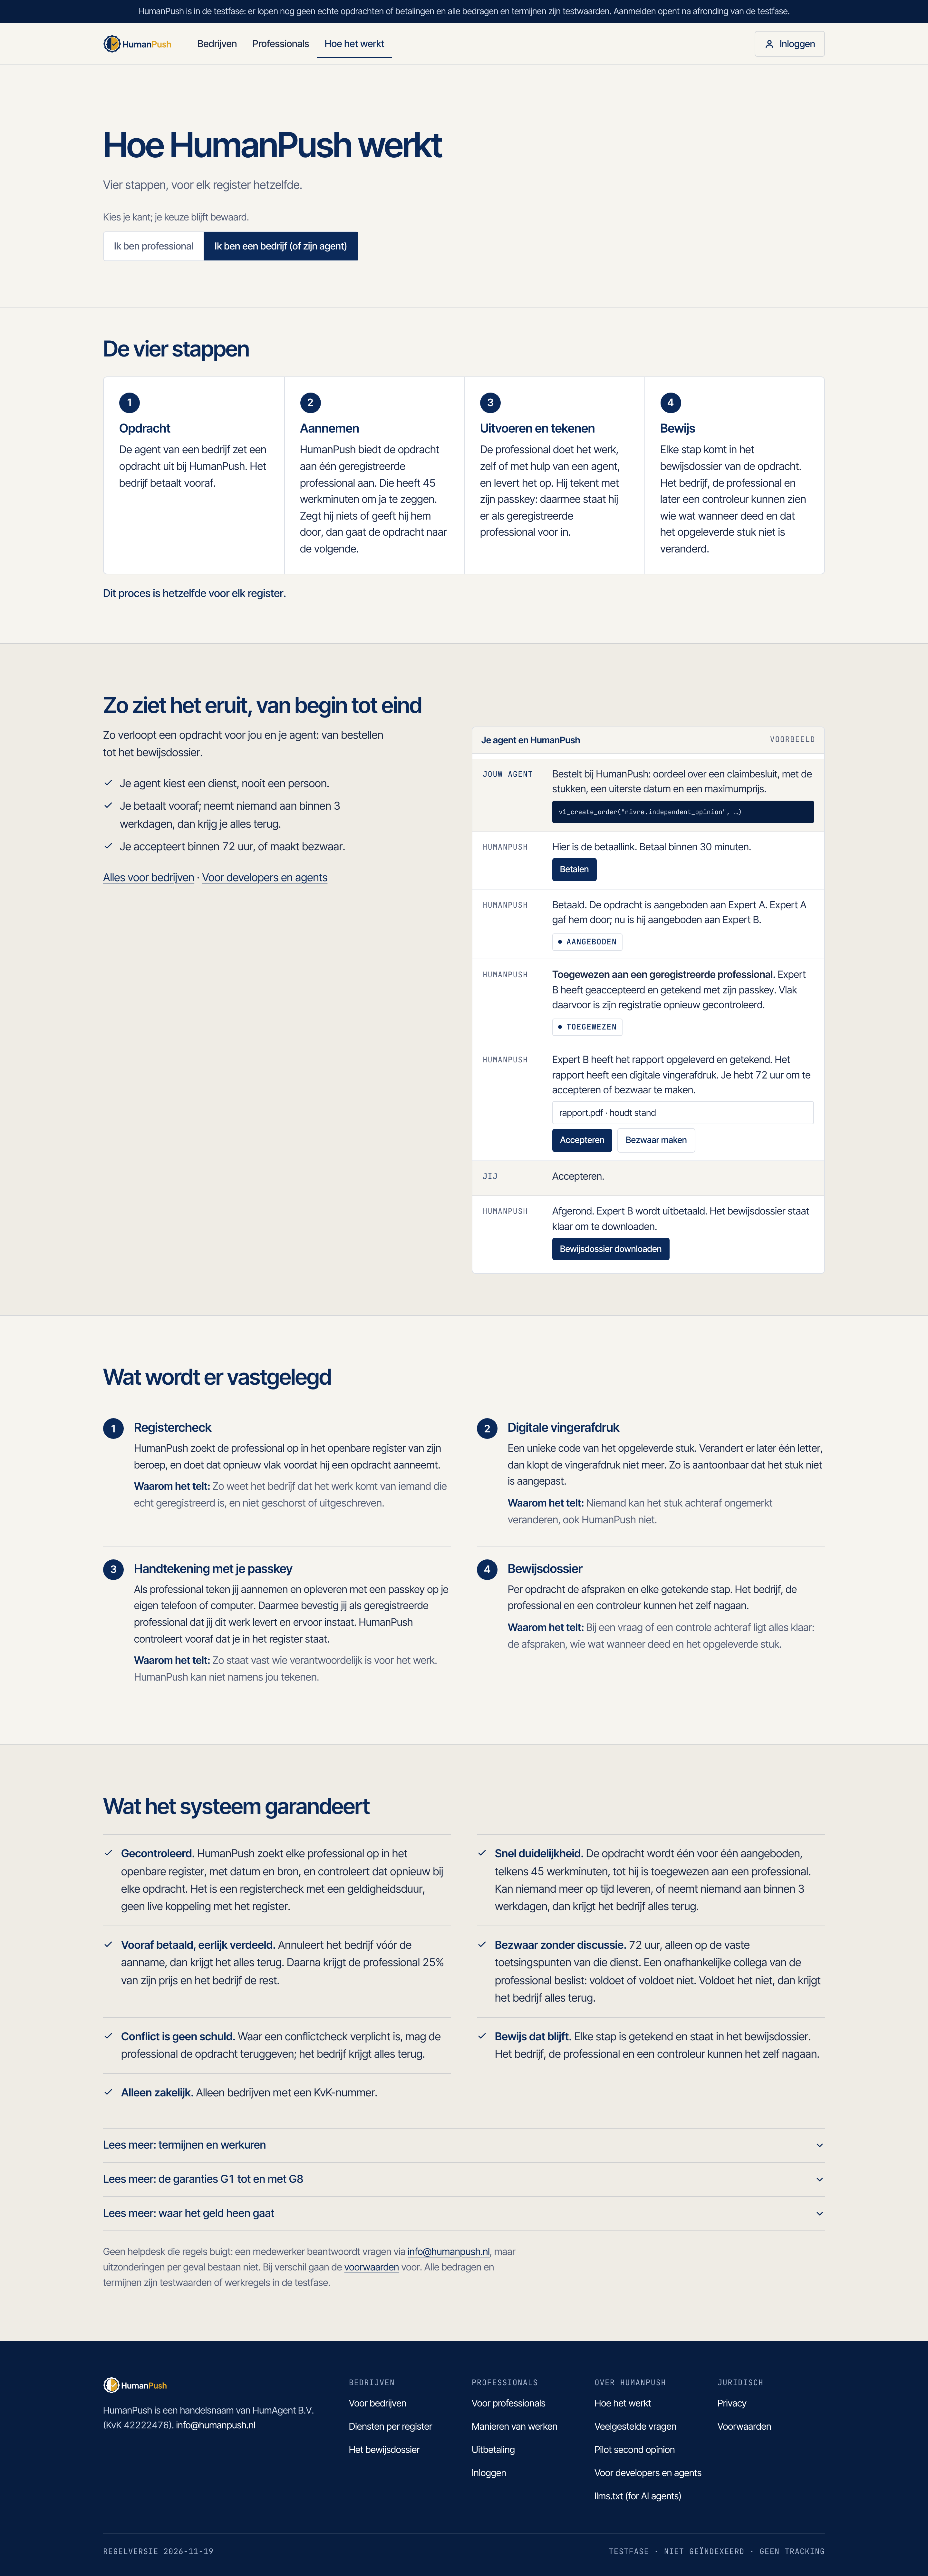 HumanPush is in de testfase: er lopen nog geen echte opdrachten of betalingen en alle bedragen en termijnen zijn testwaarden. Aanmelden opent na afronding van de testfase.
HumanPush
Bedrijven
Professionals
Hoe het werkt
Inloggen
Hoe HumanPush werkt
Vier stappen, voor elk register hetzelfde.
Kies je kant; je keuze blijft bewaard.
Ik ben professional
Ik ben een bedrijf (of zijn agent)
De vier stappen
1
Opdracht
De agent van een bedrijf zet een
opdracht uit bij HumanPush. Het
bedrijf betaalt vooraf.
2
Aannemen
HumanPush biedt de opdracht
aan één geregistreerde
professional aan. Die heeft 45
werkminuten om ja te zeggen.
Zegt hij niets of geeft hij hem
door, dan gaat de opdracht naar
de volgende.
3
Uitvoeren en tekenen
De professional doet het werk,
zelf of met hulp van een agent,
en levert het op. Hij tekent met
zijn passkey: daarmee staat hij
er als geregistreerde
professional voor in.
4
Bewijs
Elke stap komt in het
bewijsdossier van de opdracht.
Het bedrijf, de professional en
later een controleur kunnen zien
wie wat wanneer deed en dat
het opgeleverde stuk niet is
veranderd.
Dit proces is hetzelfde voor elk register.
Zo ziet het eruit, van begin tot eind
Zo verloopt een opdracht voor jou en je agent: van bestellen
tot het bewijsdossier.
Je agent kiest een dienst, nooit een persoon.
Je betaalt vooraf; neemt niemand aan binnen 3
werkdagen, dan krijg je alles terug.
Je accepteert binnen 72 uur, of maakt bezwaar.
Alles voor bedrijven · Voor developers en agents
Je agent en HumanPush
VOORBEELD
JOUW AGENT
Bestelt bij HumanPush: oordeel over een claimbesluit, met de
stukken, een uiterste datum en een maximumprijs.
v1_create_order("nivre.independent_opinion", …)
HUMANPUSH
Hier is de betaallink. Betaal binnen 30 minuten.
Betalen
HUMANPUSH
Betaald. De opdracht is aangeboden aan Expert A. Expert A
gaf hem door; nu is hij aangeboden aan Expert B.
AANGEBODEN
HUMANPUSH
Toegewezen aan een geregistreerde professional. Expert
B heeft geaccepteerd en getekend met zijn passkey. Vlak
daarvoor is zijn registratie opnieuw gecontroleerd.
TOEGEWEZEN
HUMANPUSH
Expert B heeft het rapport opgeleverd en getekend. Het
rapport heeft een digitale vingerafdruk. Je hebt 72 uur om te
accepteren of bezwaar te maken.
rapport.pdf · houdt stand
Accepteren
Bezwaar maken
JIJ
Accepteren.
HUMANPUSH
Afgerond. Expert B wordt uitbetaald. Het bewijsdossier staat
klaar om te downloaden.
Bewijsdossier downloaden
Wat wordt er vastgelegd
1
Registercheck
HumanPush zoekt de professional op in het openbare register van zijn
beroep, en doet dat opnieuw vlak voordat hij een opdracht aanneemt.
Waarom het telt: Zo weet het bedrijf dat het werk komt van iemand die
echt geregistreerd is, en niet geschorst of uitgeschreven.
2
Digitale vingerafdruk
Een unieke code van het opgeleverde stuk. Verandert er later één letter,
dan klopt de vingerafdruk niet meer. Zo is aantoonbaar dat het stuk niet
is aangepast.
Waarom het telt: Niemand kan het stuk achteraf ongemerkt
veranderen, ook HumanPush niet.
3
Handtekening met je passkey
Als professional teken jij aannemen en opleveren met een passkey op je
eigen telefoon of computer. Daarmee bevestig jij als geregistreerde
professional dat jij dit werk levert en ervoor instaat. HumanPush
controleert vooraf dat je in het register staat.
Waarom het telt: Zo staat vast wie verantwoordelijk is voor het werk.
HumanPush kan niet namens jou tekenen.
4
Bewijsdossier
Per opdracht de afspraken en elke getekende stap. Het bedrijf, de
professional en een controleur kunnen het zelf nagaan.
Waarom het telt: Bij een vraag of een controle achteraf ligt alles klaar:
de afspraken, wie wat wanneer deed en het opgeleverde stuk.
Wat het systeem garandeert
Gecontroleerd. HumanPush zoekt elke professional op in het
openbare register, met datum en bron, en controleert dat opnieuw bij
elke opdracht. Het is een registercheck met een geldigheidsduur,
geen live koppeling met het register.
Snel duidelijkheid. De opdracht wordt één voor één aangeboden,
telkens 45 werkminuten, tot hij is toegewezen aan een professional.
Kan niemand meer op tijd leveren, of neemt niemand aan binnen 3
werkdagen, dan krijgt het bedrijf alles terug.
Vooraf betaald, eerlijk verdeeld. Annuleert het bedrijf vóór de
aanname, dan krijgt het alles terug. Daarna krijgt de professional 25%
van zijn prijs en het bedrijf de rest.
Bezwaar zonder discussie. 72 uur, alleen op de vaste
toetsingspunten van die dienst. Een onafhankelijke collega van de
professional beslist: voldoet of voldoet niet. Voldoet het niet, dan krijgt
het bedrijf alles terug.
Conflict is geen schuld. Waar een conflictcheck verplicht is, mag de
professional de opdracht teruggeven; het bedrijf krijgt alles terug.
Bewijs dat blijft. Elke stap is getekend en staat in het bewijsdossier.
Het bedrijf, de professional en een controleur kunnen het zelf nagaan.
Alleen zakelijk. Alleen bedrijven met een KvK-nummer.
Lees meer: termijnen en werkuren
Lees meer: de garanties G1 tot en met G8
Lees meer: waar het geld heen gaat
Geen helpdesk die regels buigt: een medewerker beantwoordt vragen via info@humanpush.nl, maar
uitzonderingen per geval bestaan niet. Bij verschil gaan de voorwaarden voor. Alle bedragen en
termijnen zijn testwaarden of werkregels in de testfase.
HumanPush
HumanPush is een handelsnaam van HumAgent B.V.
(KvK 42222476). info@humanpush.nl
BEDRIJVEN
Voor bedrijven
Diensten per register
Het bewijsdossier
PROFESSIONALS
Voor professionals
Manieren van werken
Uitbetaling
Inloggen
OVER HUMANPUSH
Hoe het werkt
Veelgestelde vragen
Pilot second opinion
Voor developers en agents
llms.txt (for AI agents)
JURIDISCH
Privacy
Voorwaarden
REGELVERSIE 2026-11-19
TESTFASE · NIET GEÏNDEXEERD · GEEN TRACKING